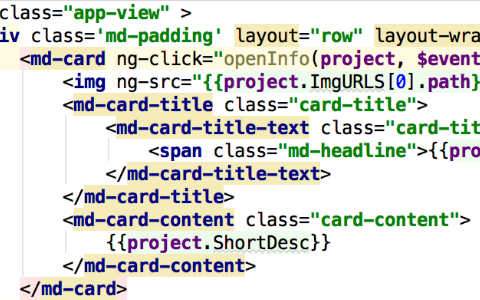 class="app-view" >
iv class='md-padding' layout="row" layout-wra
<md-card ng-click="openInfo(project, $event
<img ng-src="{{project.ImgURLS[0].path}
<md-card-title class="card-title">
<md-card-title-text class="card-tit
<span class="md-headline">{{pro
</md-card-title-text>
</md-card-title>
<md-card-content class="card-content">
{{project.ShortDesc}}
</md-card-content>
</md-card>